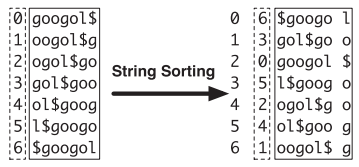 0 googol$ 0 6 $googo l
1 oogol$g 1 3 gol$go o
2 ogol$go 2 0 googol $
3 gol$goo String Sorting 3 5 l$goog o
4 ol$goog 4 2 ogol$g o
5 l$googo 5 4 ol$goo g
6 $googol 6 1 oogol$ g